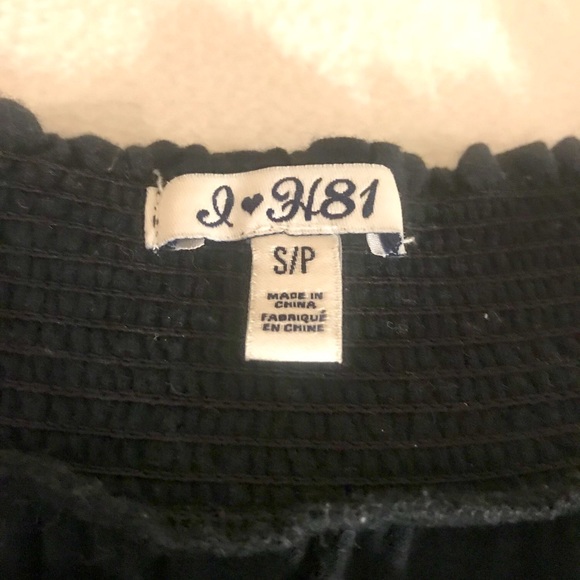 I ♥ H81
S/P
MADE IN
CHINA
FABRIQUÉ
EN CHINE